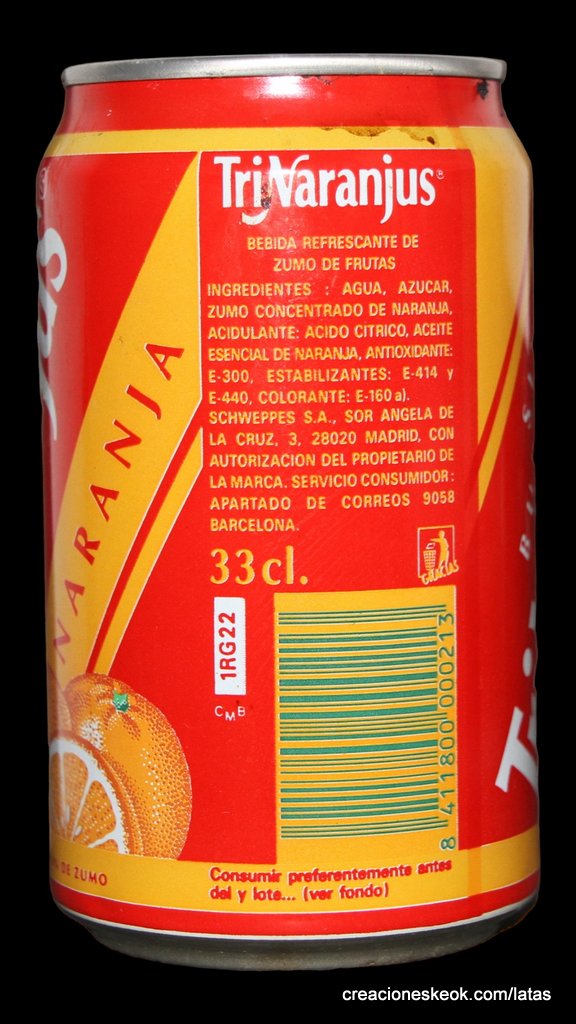 TriNaranjus®
BEBIDA REFRESCANTE DE
ZUMO DE FRUTAS
INGREDIENTES : AGUA, AZUCAR,
ZUMO CONCENTRADO DE NARANJA,
ACIDULANTE: ACIDO CITRICO, ACEITE
ESENCIAL DE NARANJA, ANTIOXIDANTE:
E-300, ESTABILIZANTES: E-414 y
E-440, COLORANTE: E-160 a).
SCHWEPPES S.A., SOR ANGELA DE
LA CRUZ, 3, 28020 MADRID, CON
AUTORIZACION DEL PROPIETARIO DE
LA MARCA. SERVICIO CONSUMIDOR:
APARTADO DE CORREOS 9058
BARCELONA.
33cl.
GRACIAS
NARANJA
1RG22
CMB
8 411800 000213
DE ZUMO
Consumir preferentemente antes
del y lote... (ver fondo)
creacioneskeok.com/latas